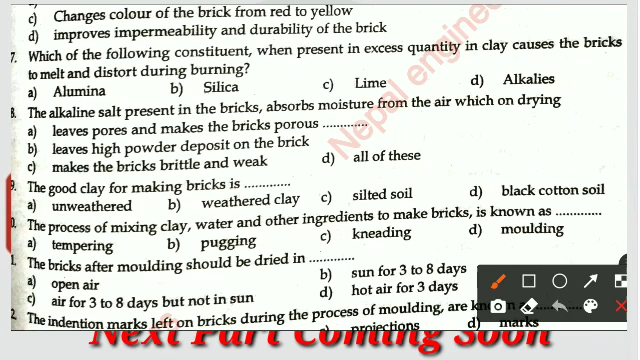 c) Changes colour of the brick from red to yellow
d) improves impermeability and durability of the brick
7. Which of the following constituent, when present in excess quantity in clay causes the bricks
to melt and distort during burning?
a) Alumina b) Silica c) Lime d) Alkalies
8. The alkaline salt present in the bricks, absorbs moisture from the air which on drying
a) leaves pores and makes the bricks porous ............
b) leaves high powder deposit on the brick
c) makes the bricks brittle and weak d) all of these
9. The good clay for making bricks is ............
a) unweathered b) weathered clay c) silted soil d) black cotton soil
0. The process of mixing clay, water and other ingredients to make bricks, is known as ............
a) tempering b) pugging c) kneading d) moulding
1. The bricks after moulding should be dried in ............
a) open air b) sun for 3 to 8 days
c) air for 3 to 8 days but not in sun d) hot air for 3 days
2. The indention marks left on bricks during the process of moulding, are known as
projections d) marks
Nepal engine
Next Part Coming Soon